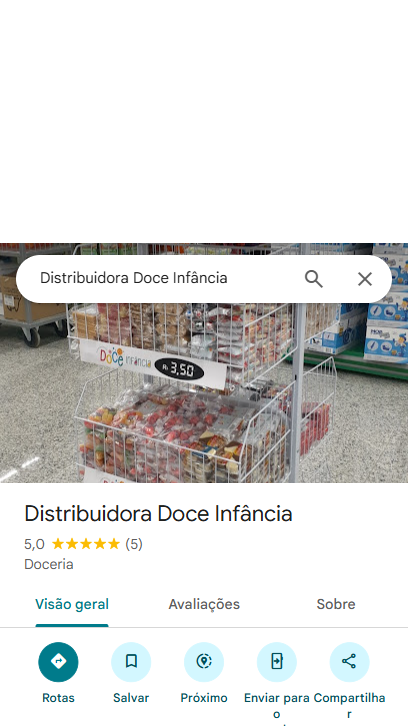 Distribuidora Doce Infância
Doce infância R$ 3,50
Distribuidora Doce Infância
5,0 (5)
Doceria
Visão geral Avaliações Sobre
Rotas Salvar Próximo Enviar para o Compartilhar